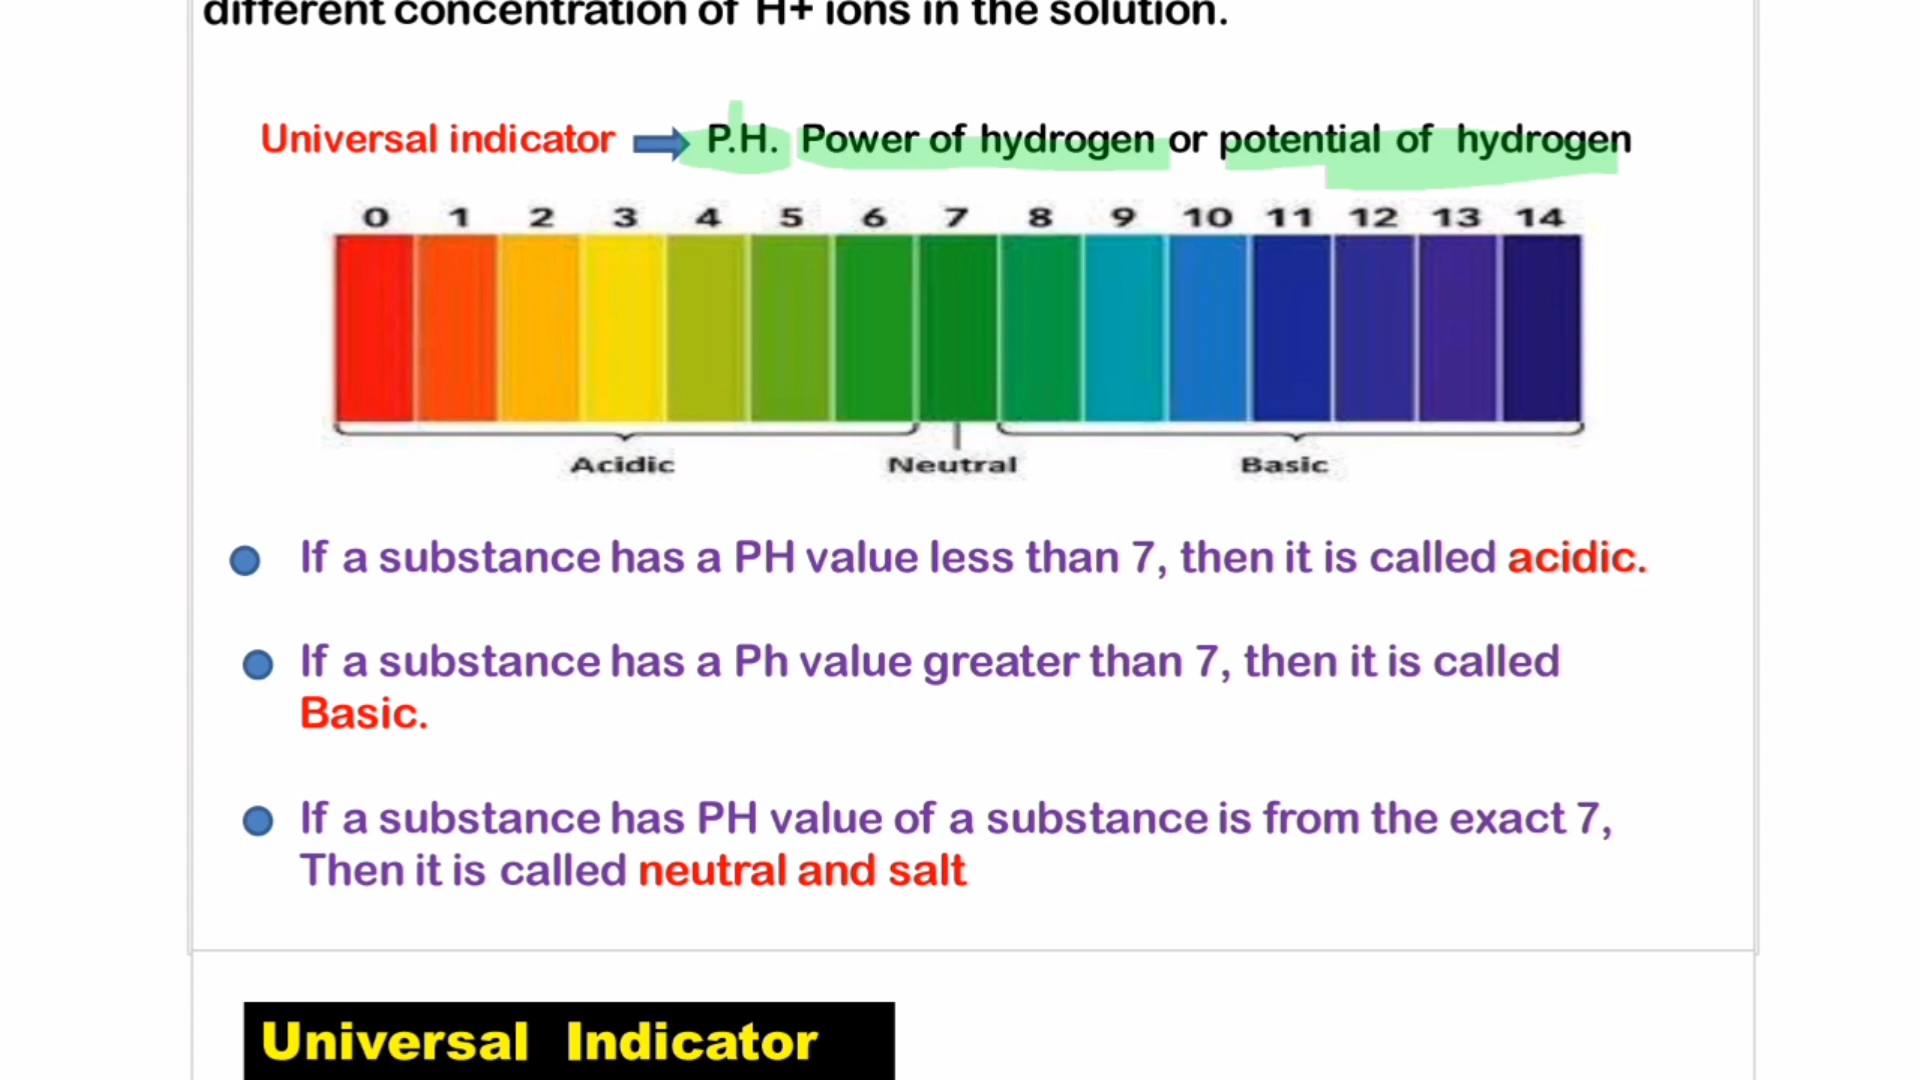 different concentration of H+ ions in the solution.
Universal indicator P.H. Power of hydrogen or potential of hydrogen
0 1 2 3 4 5 6 7 8 9 10 11 12 13 14
Acidic Neutral Basic
If a substance has a PH value less than 7, then it is called acidic.
If a substance has a Ph value greater than 7, then it is called
Basic.
If a substance has PH value of a substance is from the exact 7,
Then it is called neutral and salt
Universal Indicator